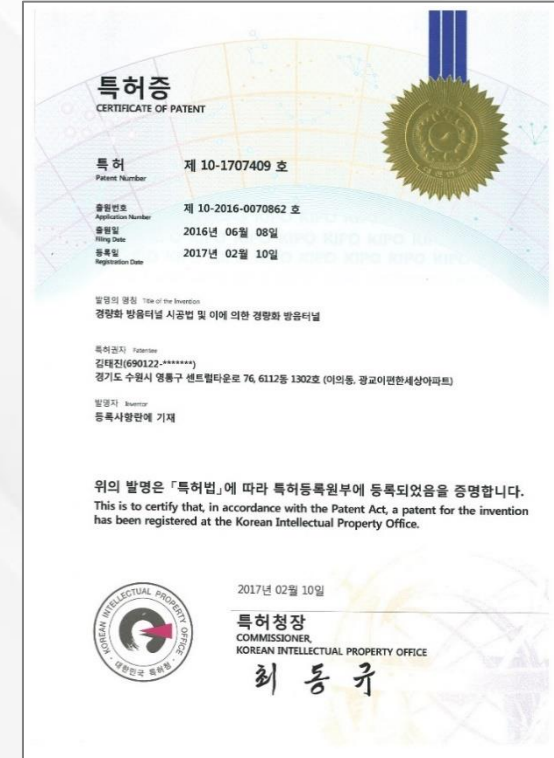 특허증
CERTIFICATE OF PATENT
특 허 제 10-1707409 호
Patent Number
출원번호 제 10-2016-0070862 호
Application Number
출원일 2016년 06월 08일
Filing Date
등록일 2017년 02월 10일
Registration Date
발명의 명칭 Title of the Invention
경량화 방음터널 시공법 및 이에 의한 경량화 방음터널
특허권자 Patentee
김태진(690122-*******)
경기도 수원시 영통구 센트럴타운로 76, 6112동 1302호 (이의동, 광교이편한세상아파트)
발명자 Inventor
등록사항란에 기재
위의 발명은 「특허법」에 따라 특허등록원부에 등록되었음을 증명합니다.
This is to certify that, in accordance with the Patent Act, a patent for the invention
has been registered at the Korean Intellectual Property Office.
2017년 02월 10일
특허청장
COMMISSIONER,
KOREAN INTELLECTUAL PROPERTY OFFICE
최동규
KOREAN INTELLECTUAL PROPERTY OFFICE
대한민국 특허청